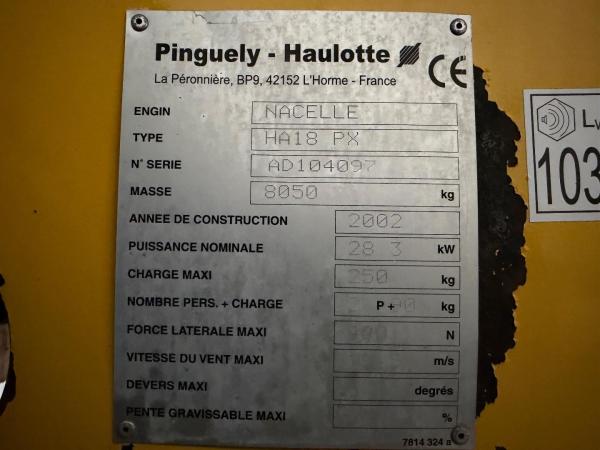 Pinguely - Haulotte
La Péronnière, BP9, 42152 L'Horme - France
CE
ENGIN NACELLE
TYPE HA18 PX
N° SERIE AD104097
MASSE 8050 kg
ANNEE DE CONSTRUCTION 2002
PUISSANCE NOMINALE 28 3 kW
CHARGE MAXI 250 kg
NOMBRE PERS. + CHARGE P + kg
FORCE LATERALE MAXI N
VITESSE DU VENT MAXI m/s
DEVERS MAXI degrés
PENTE GRAVISSABLE MAXI %
7814 324 a
103